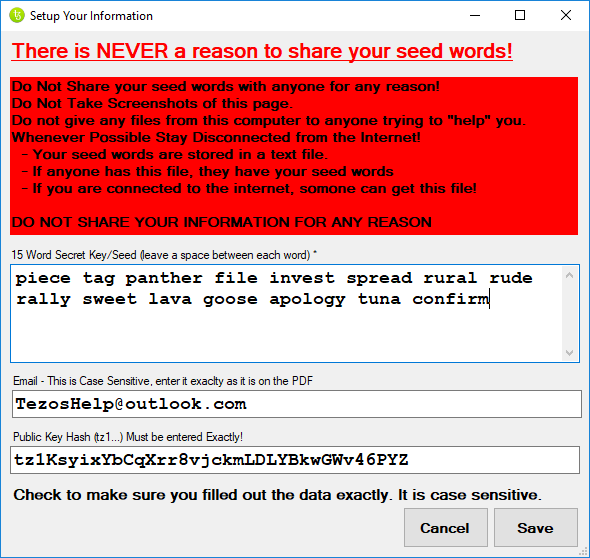 Setup Your Information
There is NEVER a reason to share your seed words!
Do Not Share your seed words with anyone for any reason!
Do Not Take Screenshots of this page.
Do not give any files from this computer to anyone trying to "help" you.
Whenever Possible Stay Disconnected from the Internet!
- Your seed words are stored in a text file.
- If anyone has this file, they have your seed words
- If you are connected to the internet, somone can get this file!
DO NOT SHARE YOUR INFORMATION FOR ANY REASON
15 Word Secret Key/Seed (leave a space between each word) *
piece tag panther file invest spread rural rude
rally sweet lava goose apology tuna confirm
Email - This is Case Sensitive, enter it exaclty as it is on the PDF
TezosHelp@outlook.com
Public Key Hash (tz1...) Must be entered Exactly!
tz1KsyixYbCqXrr8vjckmLDLYBkwGWv46PYZ
Check to make sure you filled out the data exactly. It is case sensitive.
Cancel Save